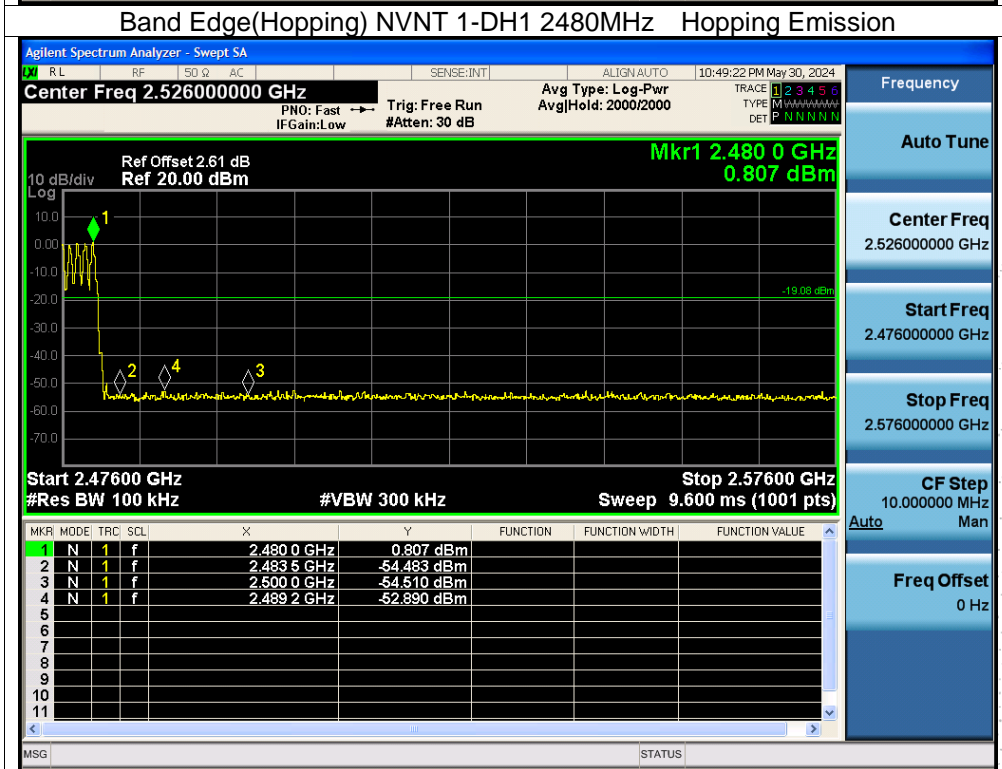 Band Edge(Hopping) NVNT 1-DH1 2480MHz Hopping Emission
Agilent Spectrum Analyzer - Swept SA
LXI RL RF 50 Ω AC SENSE:INT ALIGN AUTO 10:49:22 PM May 30, 2024
Center Freq 2.526000000 GHz
PNO: Fast
IFGain:Low
Trig: Free Run
#Atten: 30 dB
Avg Type: Log-Pwr
Avg|Hold: 2000/2000
TRACE 1 2 3 4 5 6
TYPE MWWWWW
DET P N N N N N
Frequency
Auto Tune
Center Freq
2.526000000 GHz
Start Freq
2.476000000 GHz
Stop Freq
2.576000000 GHz
CF Step
10.000000 MHz
Auto Man
Freq Offset
0 Hz
Mkr1 2.480 0 GHz
0.807 dBm
Ref Offset 2.61 dB
10 dB/div Ref 20.00 dBm
Log
10.0
0.00
-10.0
-20.0
-30.0
-40.0
-50.0
-60.0
-70.0
1
-19.08 dBm
2
4
3
Start 2.47600 GHz Stop 2.57600 GHz
#Res BW 100 kHz #VBW 300 kHz Sweep 9.600 ms (1001 pts)
MKR MODE TRC SCL X Y FUNCTION FUNCTION WIDTH FUNCTION VALUE
1 N 1 f 2.480 0 GHz 0.807 dBm
2 N 1 f 2.483 5 GHz -54.483 dBm
3 N 1 f 2.500 0 GHz -54.510 dBm
4 N 1 f 2.489 2 GHz -52.890 dBm
5
6
7
8
9
10
11
MSG STATUS